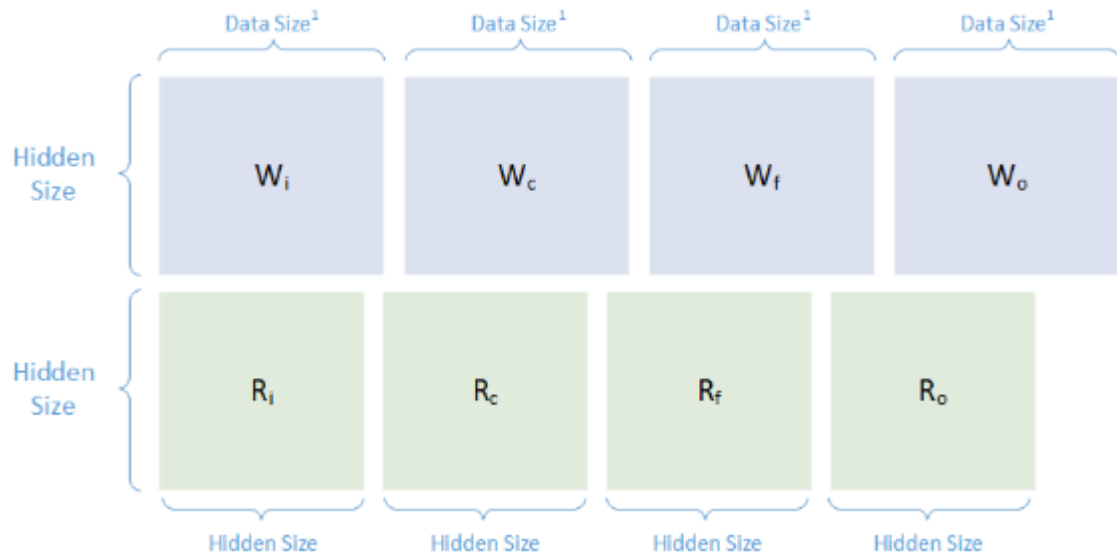 Data Size¹ Data Size¹ Data Size¹ Data Size¹
Hidden
Size
Wᵢ W꜀ W_f Wₒ
Hidden
Size
Rᵢ R꜀ R_f Rₒ
Hidden Size Hidden Size Hidden Size Hidden Size